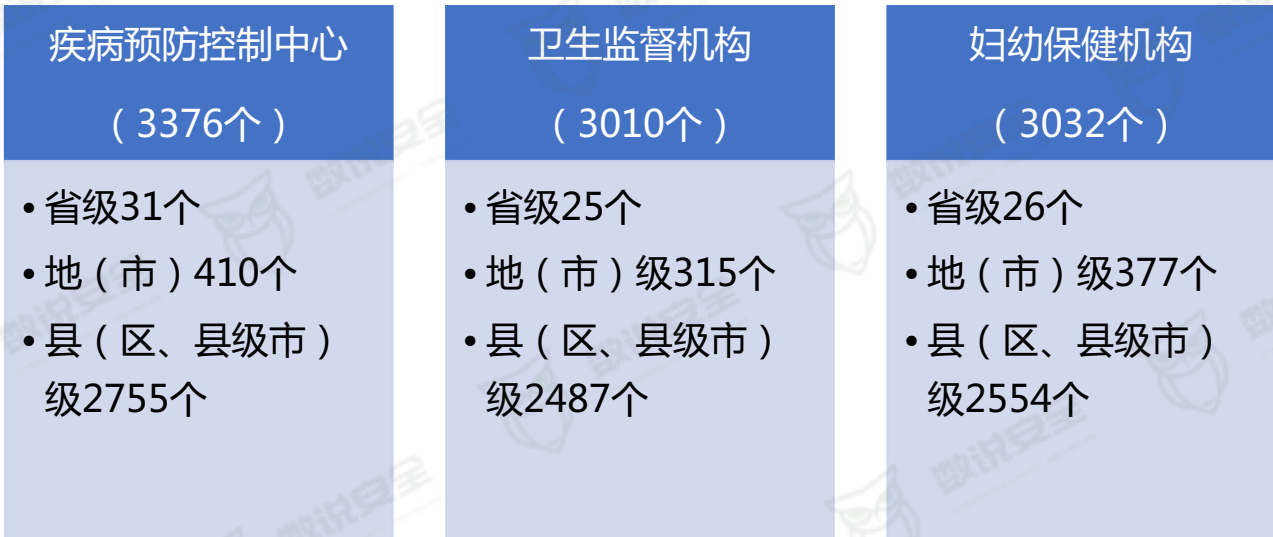 疾病预防控制中心
（3376个）
• 省级31个
• 地（市）410个
• 县（区、县级市）
级2755个
卫生监督机构
（3010个）
• 省级25个
• 地（市）级315个
• 县（区、县级市）
级2487个
妇幼保健机构
（3032个）
• 省级26个
• 地（市）级377个
• 县（区、县级市）
级2554个
数说安全